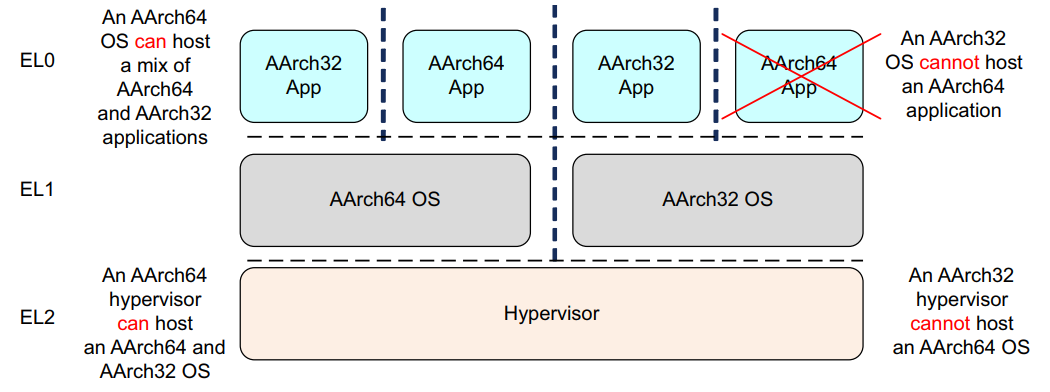 EL0
An AArch64
OS can host
a mix of
AArch64
and AArch32
applications
AArch32
App
AArch64
App
AArch32
App
AArch64
App
An AArch32
OS cannot host
an AArch64
application
EL1
AArch64 OS
AArch32 OS
EL2
An AArch64
hypervisor
can host
an AArch64 and
AArch32 OS
Hypervisor
An AArch32
hypervisor
cannot host
an AArch64 OS